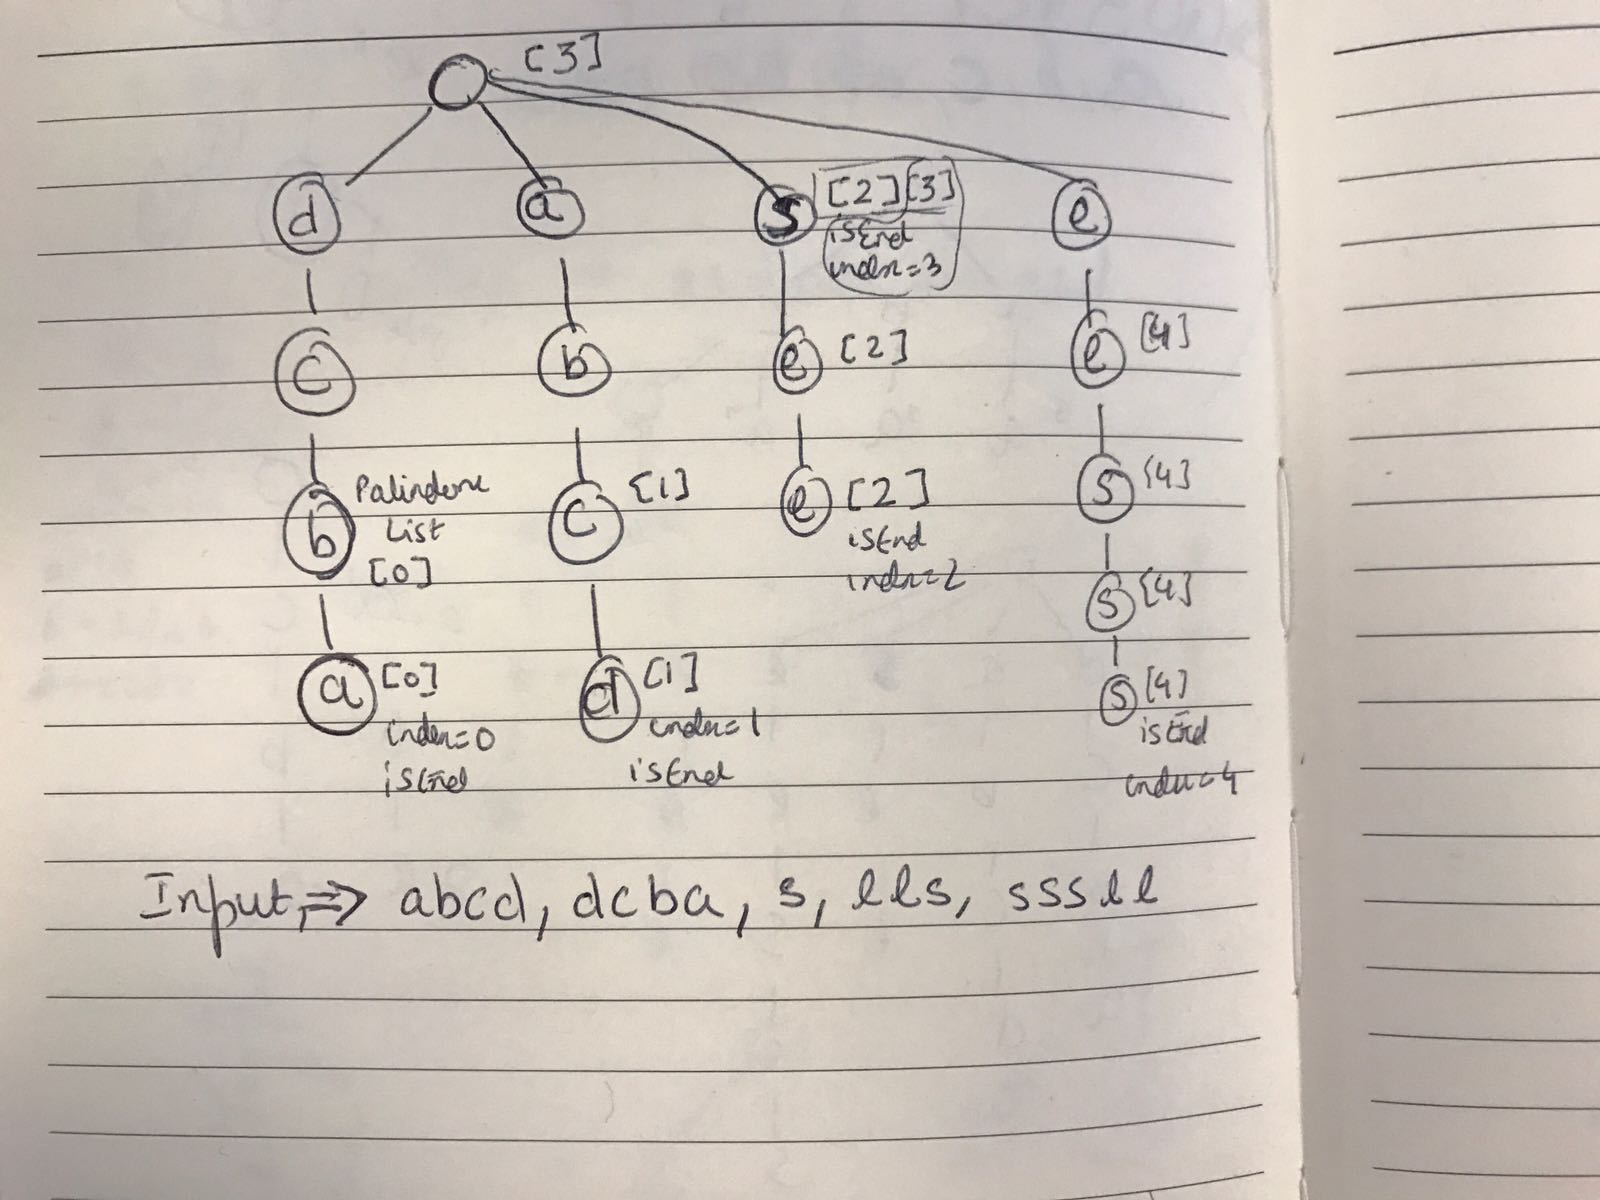 [3]
d a s [2] [3] e
isEnd
index=3
c b e [2] e [4]
b Palindrome c [1] e [2] s [4]
List
[0]
isEnd
index=2
s [4]
a [0] d [1] s [4]
index=0 index=1 isEnd
isEnd isEnd
index=4
Input, => abcd, dcba, s, lls, sssll